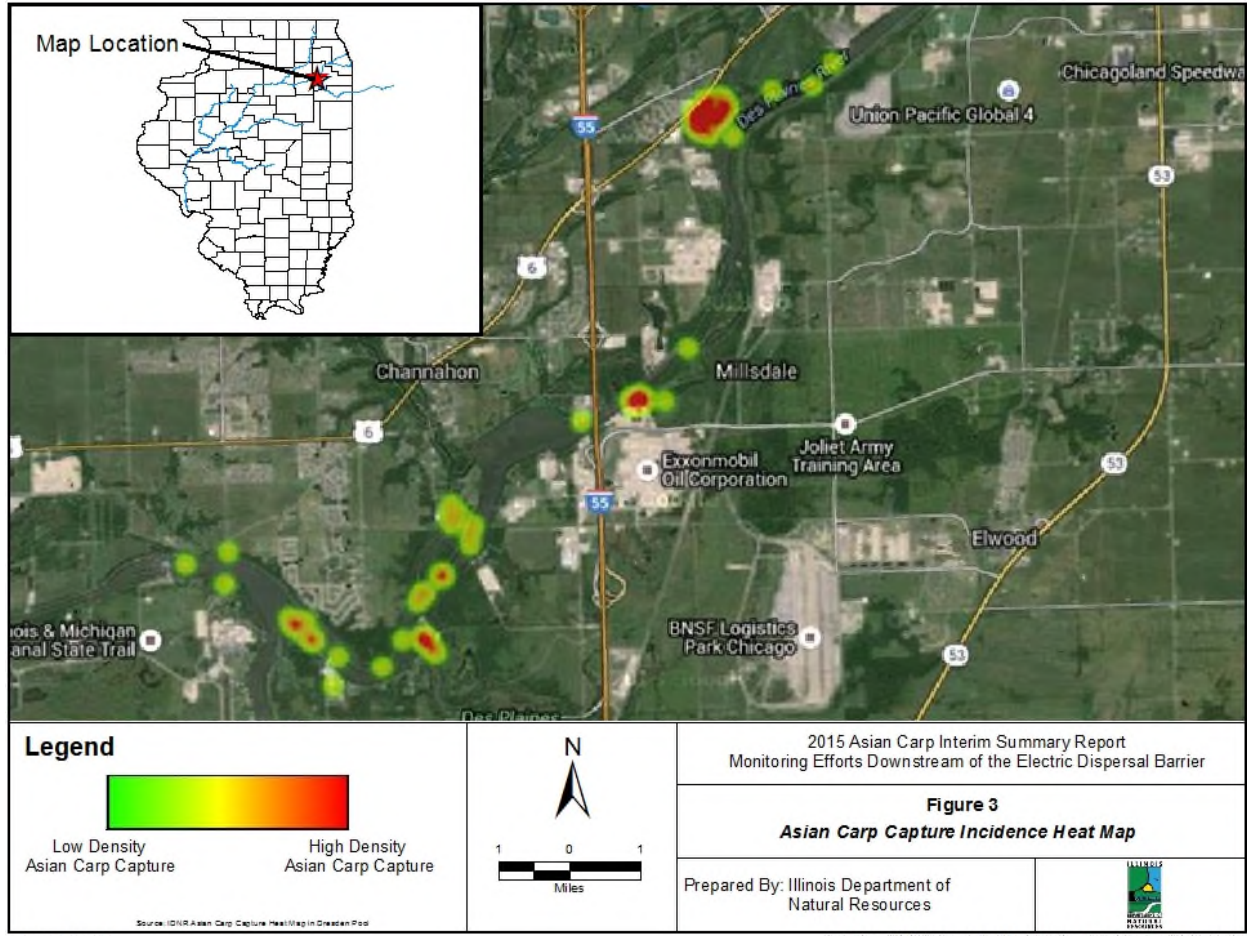 Map Location
55
Des Plaines River
Chicagoland Speedwa
Union Pacific Global 4
53
6
Channahon
Millsdale
6
Joliet Army
Training Area
Exxonmobil
Oil Corporation
53
55
Elwood
ois & Michigan
anal State Trail
BNSF Logistics
Park Chicago
53
Des Plaines
Legend
Low Density
Asian Carp Capture
High Density
Asian Carp Capture
Source: IDNR Asian Carp Capture Heat Map in Dresden Pool
N
1 0 1
Miles
2015 Asian Carp Interim Summary Report
Monitoring Efforts Downstream of the Electric Dispersal Barrier
Figure 3
Asian Carp Capture Incidence Heat Map
Prepared By: Illinois Department of
Natural Resources
ILLINOIS
NATURAL
RESOURCES